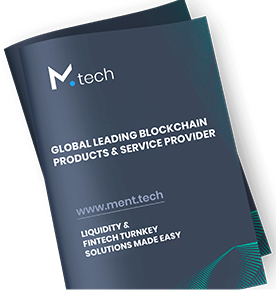 M.tech
GLOBAL LEADING BLOCKCHAIN
PRODUCTS & SERVICE PROVIDER
www.ment.tech
LIQUIDITY &
FINTECH TURNKEY
SOLUTIONS MADE EASY